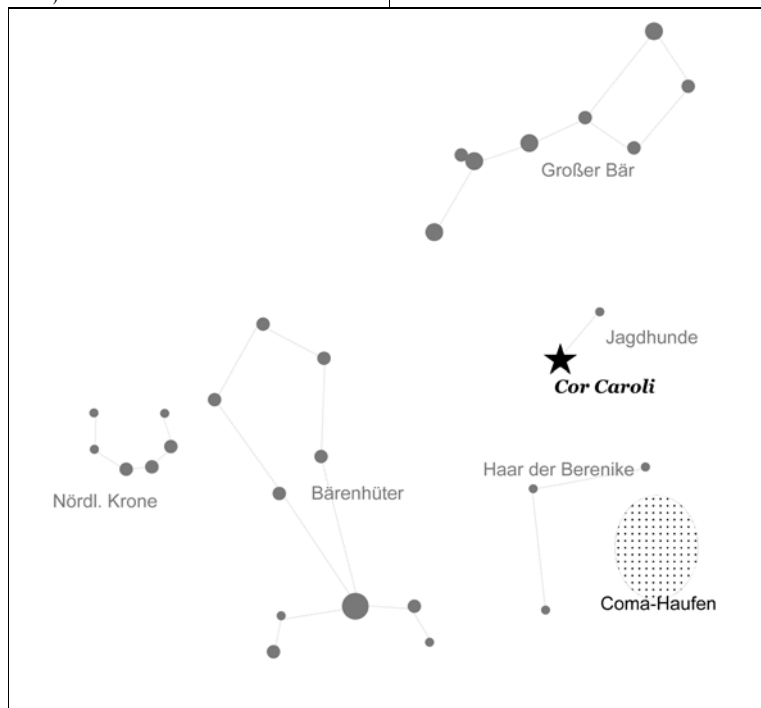 Großer Bär
Jagdhunde
Cor Caroli
Haar der Berenike
Bärenhüter
Nördl. Krone
Coma-Haufen